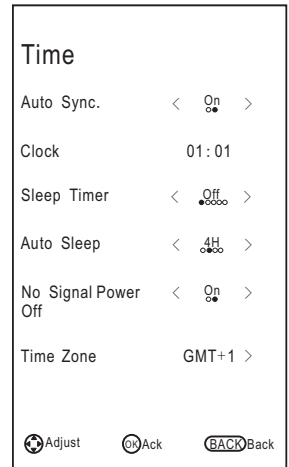 Time
Auto Sync. < On >
Clock 01:01
Sleep Timer < Off >
Auto Sleep < 4H >
No Signal Power < On >
Off
Time Zone GMT+1 >
Adjust OK Ack BACK Back